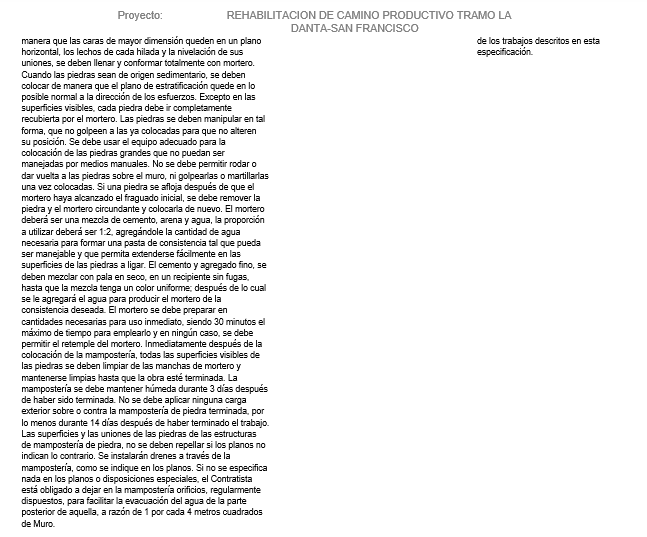 Proyecto: REHABILITACION DE CAMINO PRODUCTIVO TRAMO LA
DANTA-SAN FRANCISCO
manera que las caras de mayor dimensión queden en un plano
horizontal, los lechos de cada hilada y la nivelación de sus
uniones, se deben llenar y conformar totalmente con mortero.
Cuando las piedras sean de origen sedimentario, se deben
colocar de manera que el plano de estratificación quede en lo
posible normal a la dirección de los esfuerzos. Excepto en las
superficies visibles, cada piedra debe ir completamente
recubierta por el mortero. Las piedras se deben manipular en tal
forma, que no golpeen a las ya colocadas para que no alteren
su posición. Se debe usar el equipo adecuado para la
colocación de las piedras grandes que no puedan ser
manejadas por medios manuales. No se debe permitir rodar o
dar vuelta a las piedras sobre el muro, ni golpearlas o martillarlas
una vez colocadas. Si una piedra se afloja después de que el
mortero haya alcanzado el fraguado inicial, se debe remover la
piedra y el mortero circundante y colocarla de nuevo. El mortero
deberá ser una mezcla de cemento, arena y agua, la proporción
a utilizar deberá ser 1:2, agregándole la cantidad de agua
necesaria para formar una pasta de consistencia tal que pueda
ser manejable y que permita extenderse fácilmente en las
superficies de las piedras a ligar. El cemento y agregado fino, se
deben mezclar con pala en seco, en un recipiente sin fugas,
hasta que la mezcla tenga un color uniforme; después de lo cual
se le agregará el agua para producir el mortero de la
consistencia deseada. El mortero se debe preparar en
cantidades necesarias para uso inmediato, siendo 30 minutos el
máximo de tiempo para emplearlo y en ningún caso, se debe
permitir el retemple del mortero. Inmediatamente después de la
colocación de la mampostería, todas las superficies visibles de
las piedras se deben limpiar de las manchas de mortero y
mantenerse limpias hasta que la obra esté terminada. La
mampostería se debe mantener húmeda durante 3 días después
de haber sido terminada. No se debe aplicar ninguna carga
exterior sobre o contra la mampostería de piedra terminada, por
lo menos durante 14 días después de haber terminado el trabajo.
Las superficies y las uniones de las piedras de las estructuras
de mampostería de piedra, no se deben repellar si los planos no
indican lo contrario. Se instalarán drenes a través de la
mampostería, como se indique en los planos. Si no se especifica
nada en los planos o disposiciones especiales, el Contratista
está obligado a dejar en la mampostería orificios, regularmente
dispuestos, para facilitar la evacuación del agua de la parte
posterior de aquella, a razón de 1 por cada 4 metros cuadrados
de Muro.
de los trabajos descritos en esta
especificación.